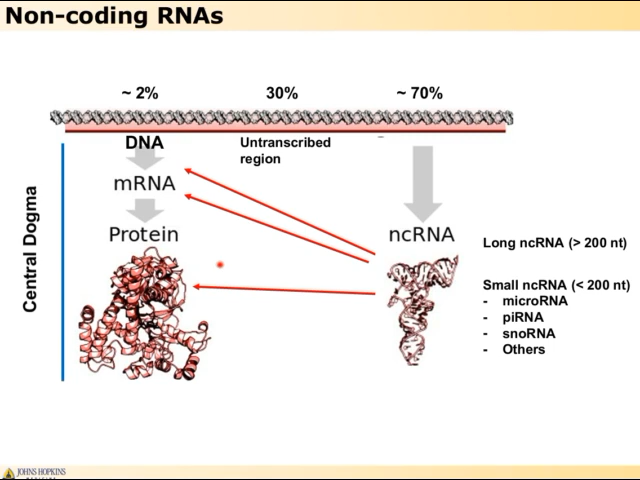 Non-coding RNAs
~ 2%
30%
~ 70%
DNA
Untranscribed
region
mRNA
Protein
ncRNA
Central Dogma
Long ncRNA (> 200 nt)
Small ncRNA (< 200 nt)
- microRNA
- piRNA
- snoRNA
- Others
JOHNS HOPKINS